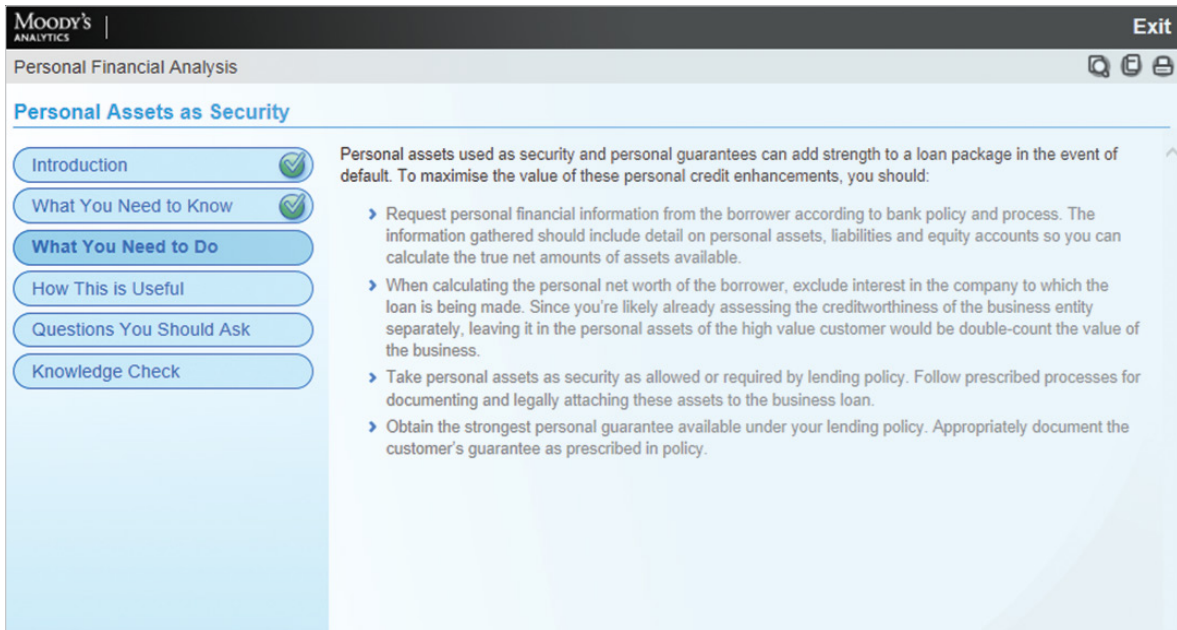 MOODY'S
ANALYTICS
Exit
Personal Financial Analysis
Personal Assets as Security
Introduction
What You Need to Know
What You Need to Do
How This is Useful
Questions You Should Ask
Knowledge Check
Personal assets used as security and personal guarantees can add strength to a loan package in the event of
default. To maximise the value of these personal credit enhancements, you should:
Request personal financial information from the borrower according to bank policy and process. The
information gathered should include detail on personal assets, liabilities and equity accounts so you can
calculate the true net amounts of assets available.
When calculating the personal net worth of the borrower, exclude interest in the company to which the
loan is being made. Since you're likely already assessing the creditworthiness of the business entity
separately, leaving it in the personal assets of the high value customer would be double-count the value of
the business.
Take personal assets as security as allowed or required by lending policy. Follow prescribed processes for
documenting and legally attaching these assets to the business loan.
Obtain the strongest personal guarantee available under your lending policy. Appropriately document the
customer's guarantee as prescribed in policy.